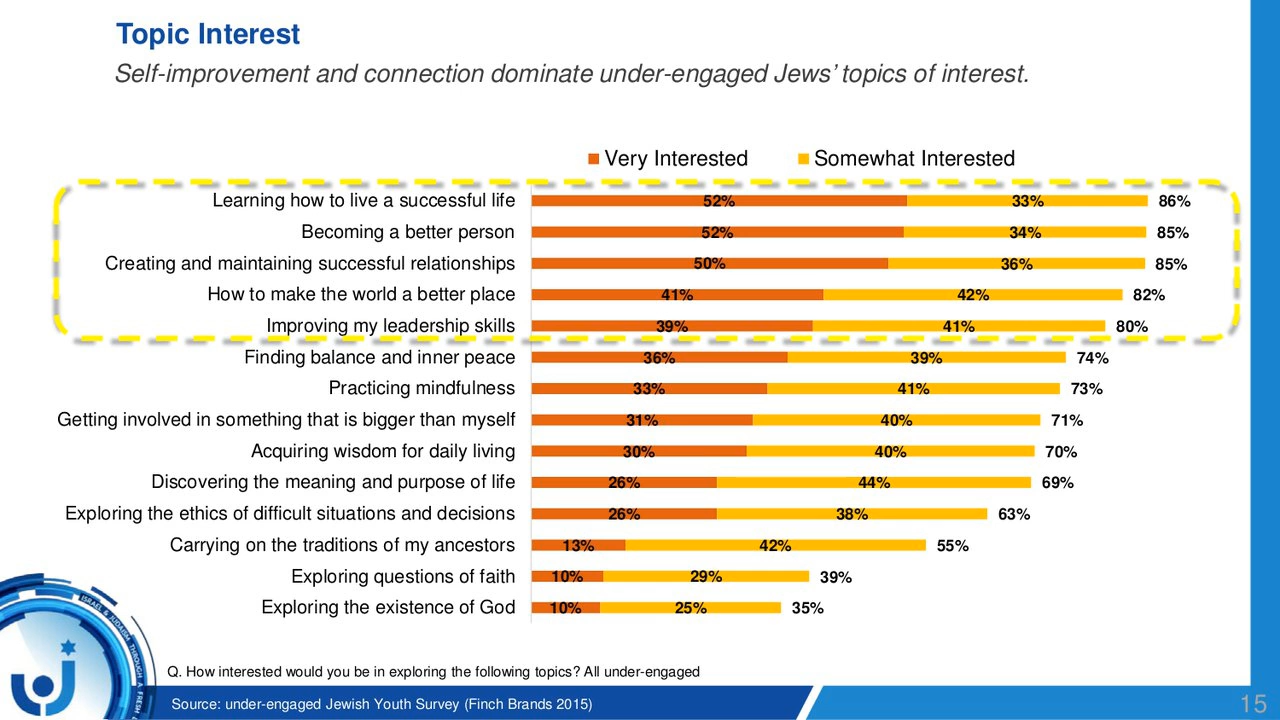 Topic Interest
Self-improvement and connection dominate under-engaged Jews’ topics of interest.
Very Interested Somewhat Interested
Learning how to live a successful life 52% 33% 86%
Becoming a better person 52% 34% 85%
Creating and maintaining successful relationships 50% 36% 85%
How to make the world a better place 41% 42% 82%
Improving my leadership skills 39% 41% 80%
Finding balance and inner peace 36% 39% 74%
Practicing mindfulness 33% 41% 73%
Getting involved in something that is bigger than myself 31% 40% 71%
Acquiring wisdom for daily living 30% 40% 70%
Discovering the meaning and purpose of life 26% 44% 69%
Exploring the ethics of difficult situations and decisions 26% 38% 63%
Carrying on the traditions of my ancestors 13% 42% 55%
Exploring questions of faith 10% 29% 39%
Exploring the existence of God 10% 25% 35%
ISRAEL & JUDAISM THROUGH A FRESH
Q. How interested would you be in exploring the following topics? All under-engaged
Source: under-engaged Jewish Youth Survey (Finch Brands 2015)
15